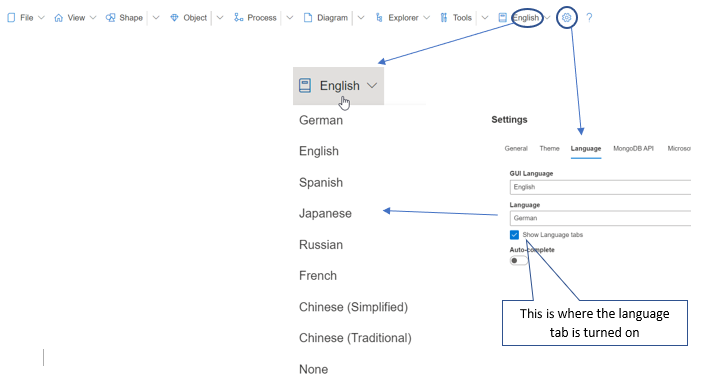 File View Shape Object Process Diagram Explorer Tools English ?
English
German
English
Spanish
Japanese
Russian
French
Chinese (Simplified)
Chinese (Traditional)
None
Settings
General Theme Language MongoDB API Microso
GUI Language
English
Language
German
Show Language tabs
Auto-complete
This is where the language
tab is turned on